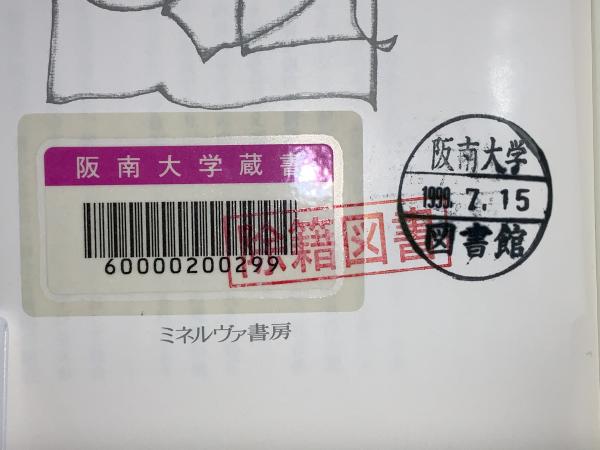 阪南大学蔵書
60000200299
除籍図書
阪南大学
1999.7.15
図書館
ミネルヴァ書房